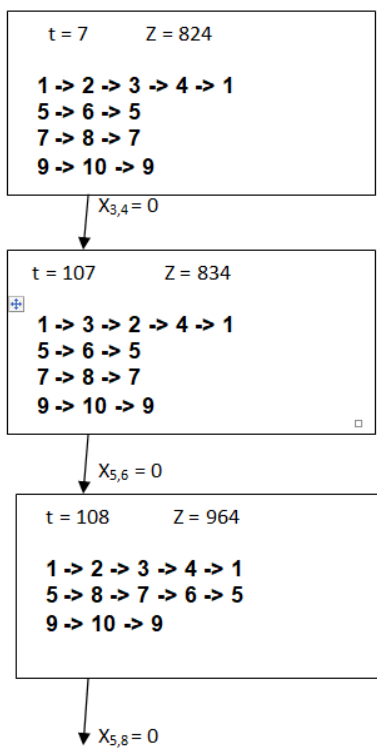 t = 7 Z = 824
1 -> 2 -> 3 -> 4 -> 1
5 -> 6 -> 5
7 -> 8 -> 7
9 -> 10 -> 9
X3,4 = 0
t = 107 Z = 834
1 -> 3 -> 2 -> 4 -> 1
5 -> 6 -> 5
7 -> 8 -> 7
9 -> 10 -> 9
X5,6 = 0
t = 108 Z = 964
1 -> 2 -> 3 -> 4 -> 1
5 -> 8 -> 7 -> 6 -> 5
9 -> 10 -> 9
X5,8 = 0